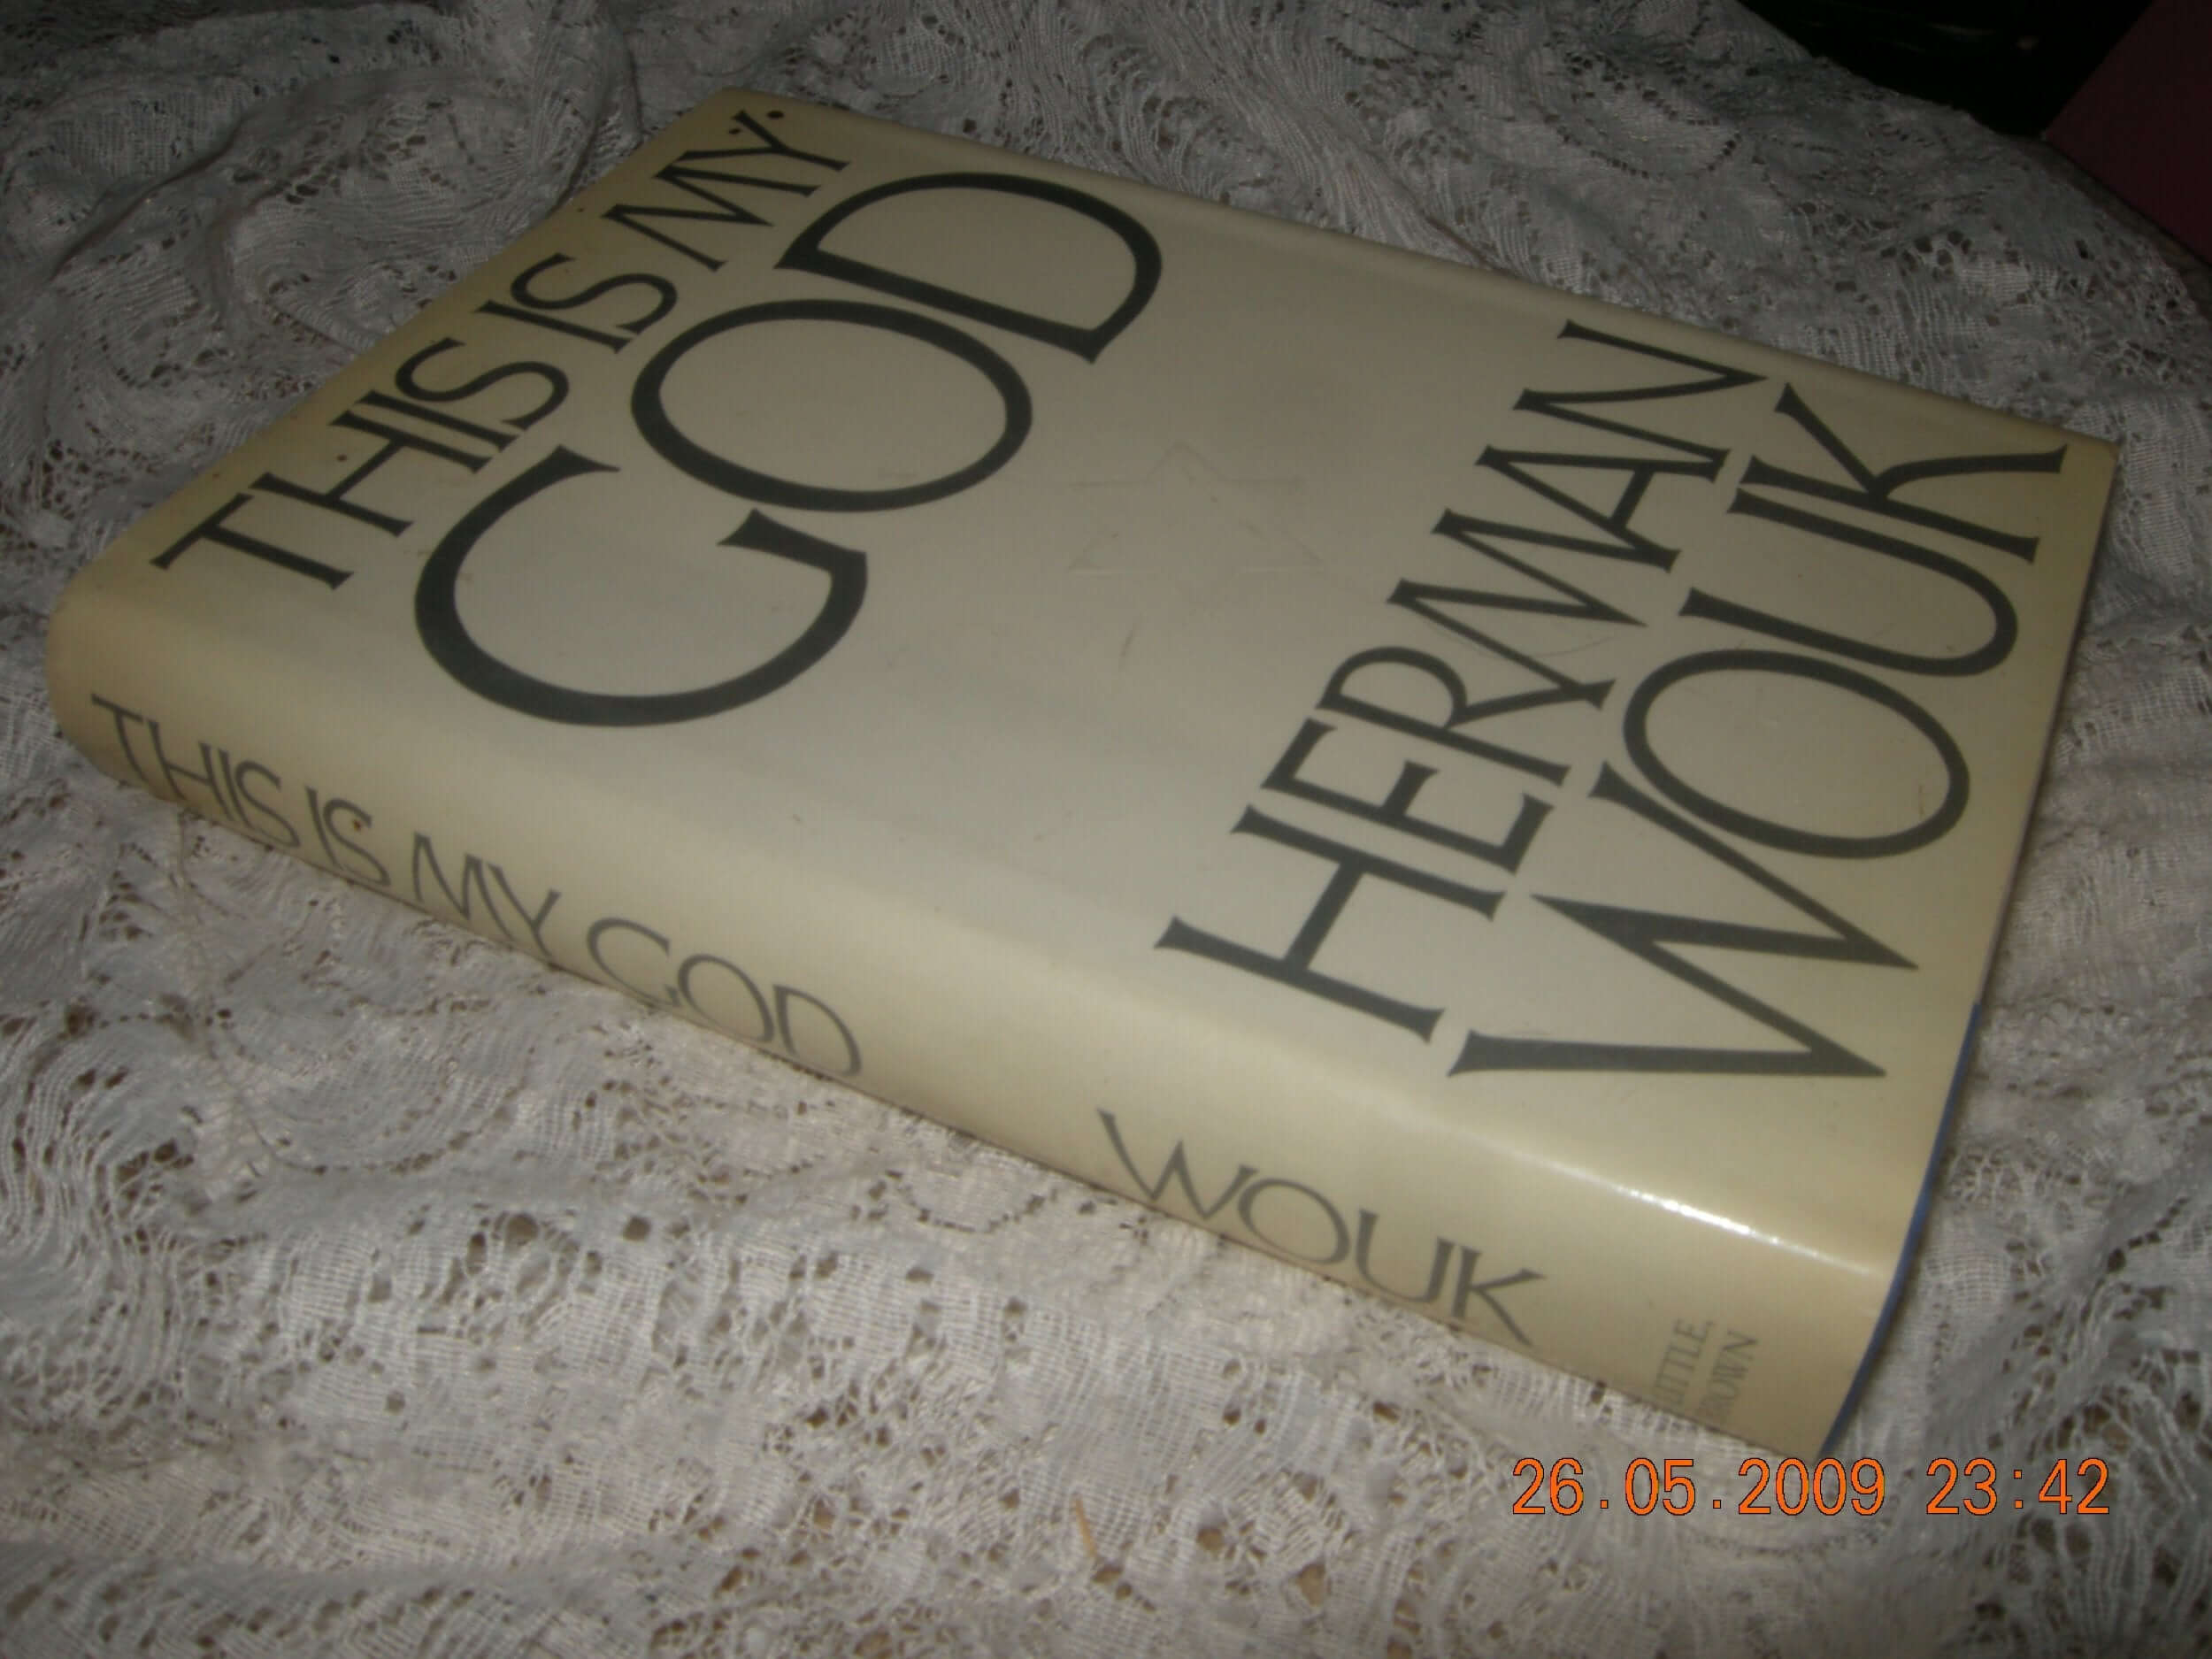 THIS IS MY
GOD
HERMAN
WOUK
THIS IS MY GOD
WOUK
LITTLE,
BROWN
26.05.2009 23:42